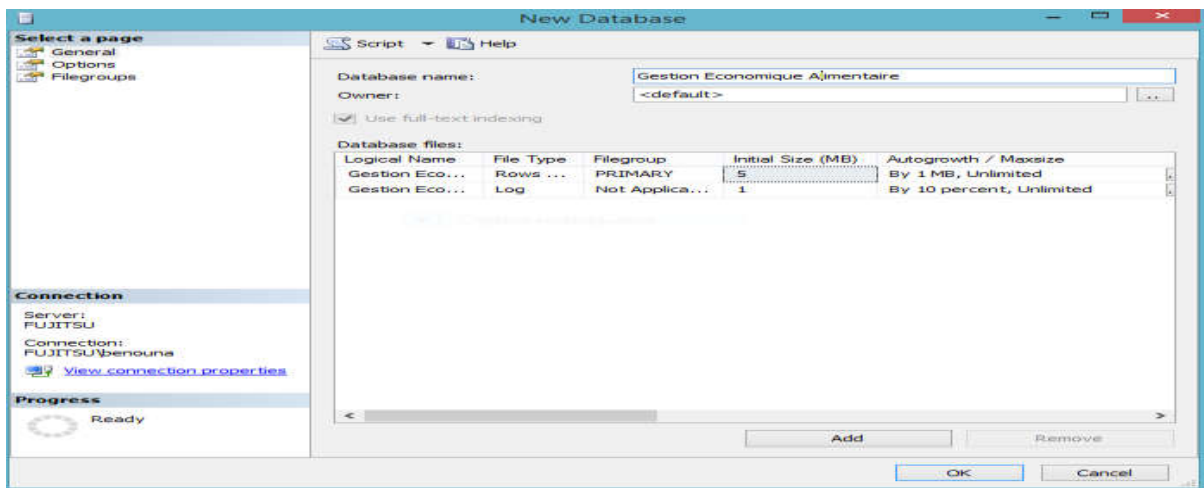 New Database
Select a page
General
Options
Filegroups
Script Help
Database name: Gestion Economique Alimentaire
Owner: <default> ...
Use full-text indexing
Database files:
Logical Name File Type Filegroup Initial Size (MB) Autogrowth / Maxsize
Gestion Eco... Rows ... PRIMARY 5 By 1 MB, Unlimited
Gestion Eco... Log Not Applica... 1 By 10 percent, Unlimited
Connection
Server:
FUJITSU
Connection:
FUJITSU\benouna
View connection properties
Progress
Ready
Add Remove
OK Cancel